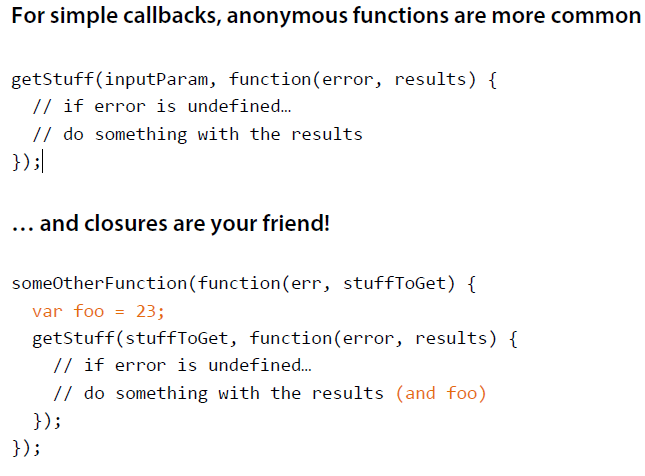 For simple callbacks, anonymous functions are more common
getStuff(inputParam, function(error, results) {
// if error is undefined…
// do something with the results
});
… and closures are your friend!
someOtherFunction(function(err, stuffToGet) {
var foo = 23;
getStuff(stuffToGet, function(error, results) {
// if error is undefined…
// do something with the results (and foo)
});
});